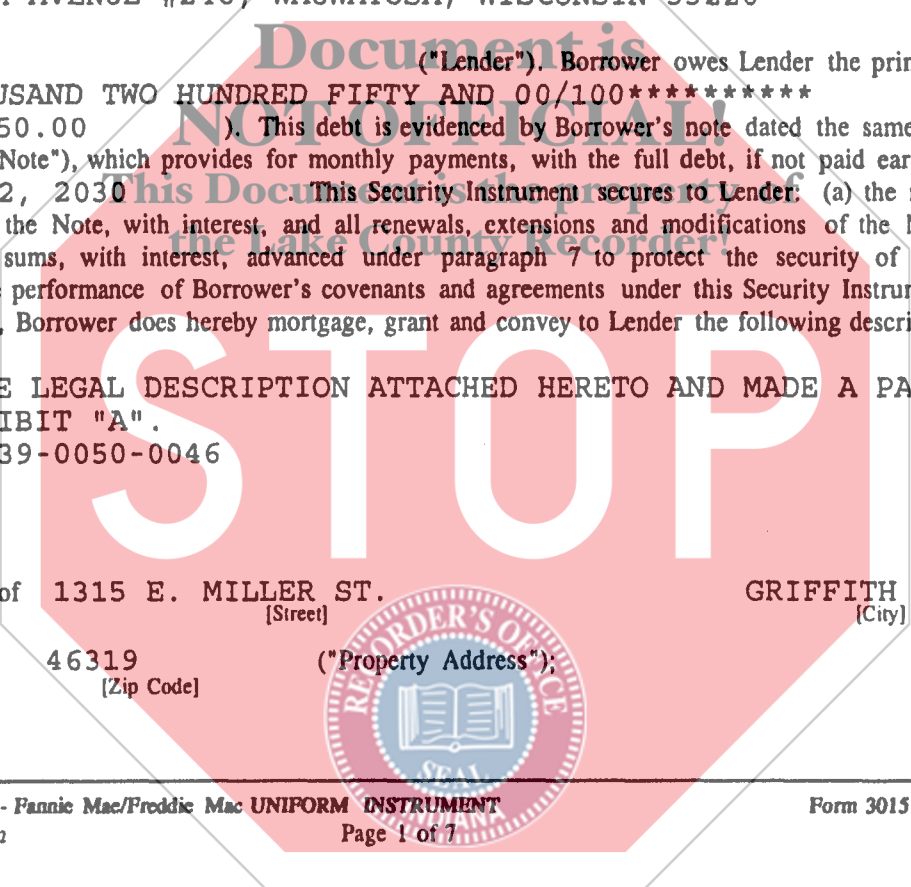 AVENUE #240, WAUWATOSA, WISCONSIN 53226
Document is
("Lender"). Borrower owes Lender the prin
USAND TWO HUNDRED FIFTY AND 00/100**********
NOT OFFICIAL!
50.00 ). This debt is evidenced by Borrower's note dated the same
Note"), which provides for monthly payments, with the full debt, if not paid ear
This Document is the property of
2, 2030 . This Security Instrument secures to Lender: (a) the
the Note, with interest, and all renewals, extensions and modifications of the
the Lake County Recorder!
sums, with interest, advanced under paragraph 7 to protect the security of
performance of Borrower's covenants and agreements under this Security Instrum
, Borrower does hereby mortgage, grant and convey to Lender the following descri
STOP
E LEGAL DESCRIPTION ATTACHED HERETO AND MADE A PA
IBIT "A".
39-0050-0046
of 1315 E. MILLER ST. GRIFFITH
[Street] [City]
46319 ("Property Address");
[Zip Code]
RECORDER'S OFFICE
SEAL
INDIANA
- Fannie Mae/Freddie Mac UNIFORM INSTRUMENT Form 3015
Page 1 of 7